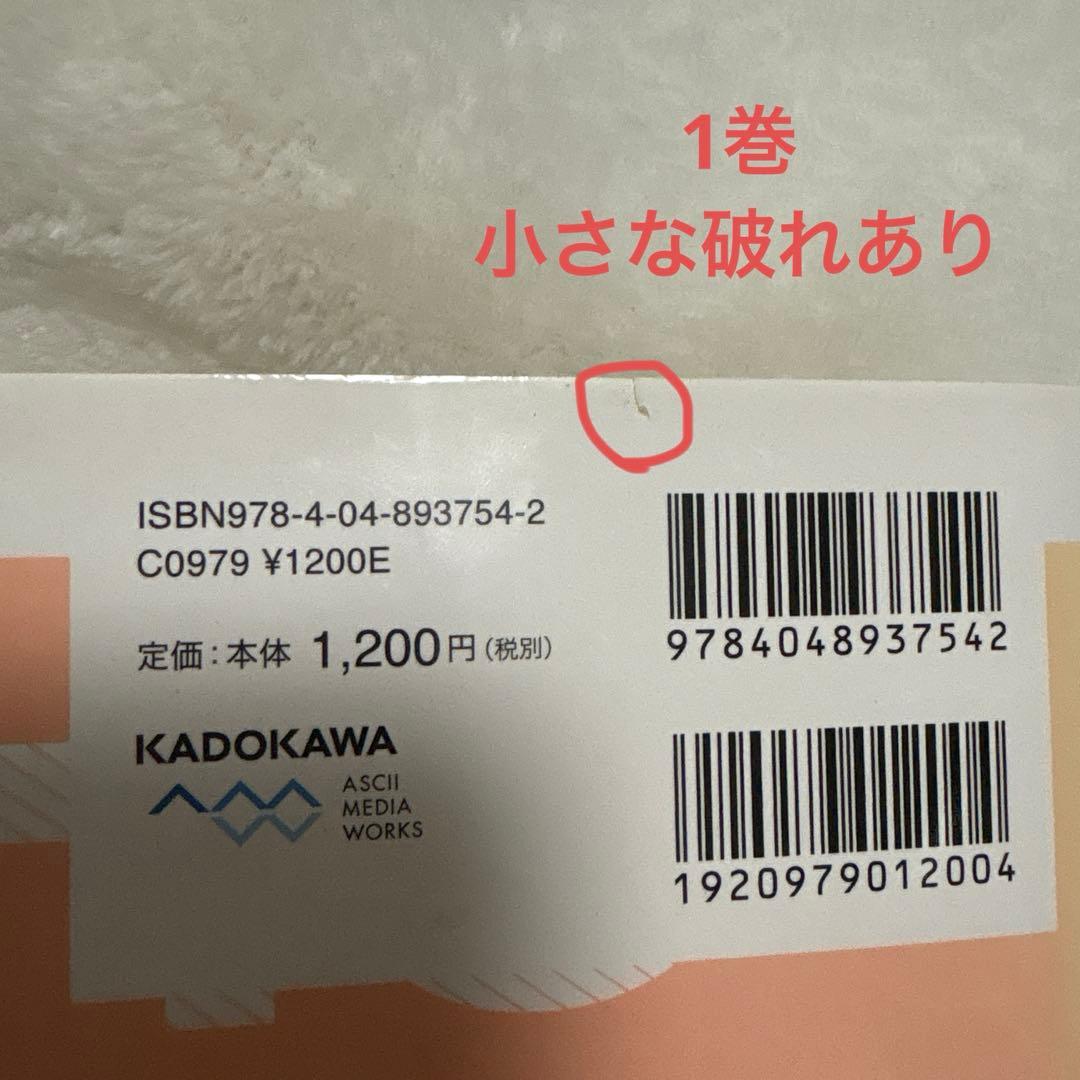 1巻
小さな破れあり
ISBN978-4-04-893754-2
C0979 ¥1200E
定価:本体 1,200円(税別)
KADOKAWA
ASCII
MEDIA
WORKS
9784048937542
1920979012004